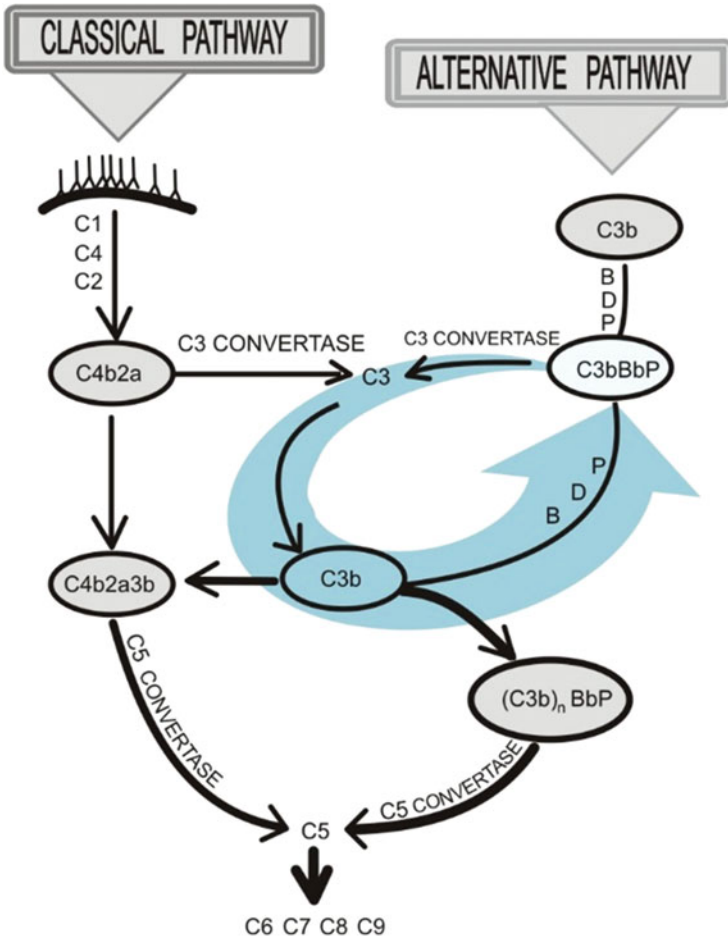 CLASSICAL PATHWAY
ALTERNATIVE PATHWAY
C1
C4
C2
C3b
B
D
P
C4b2a
C3 CONVERTASE
C3
C3 CONVERTASE
C3bBbP
P
D
B
C4b2a3b
C3b
(C3b)n BbP
C5 CONVERTASE
C5 CONVERTASE
C5
C6 C7 C8 C9